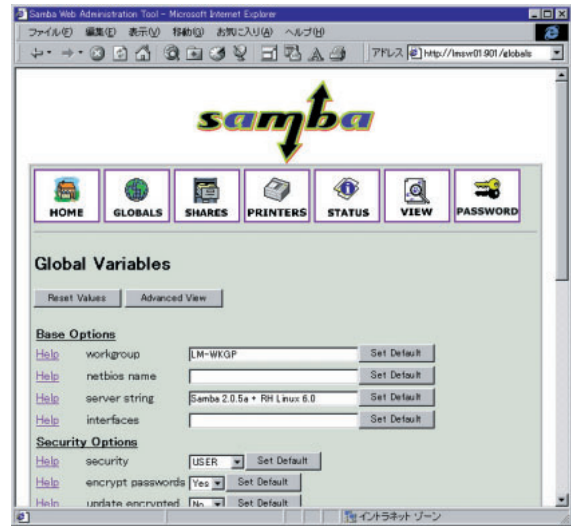 Samba Web Administration Tool - Microsoft Internet Explorer
ファイル(F) 編集(E) 表示(V) 移動(G) お気に入り(A) ヘルプ(H)
アドレス http://lmsvr01:901/globals
samba
HOME GLOBALS SHARES PRINTERS STATUS VIEW PASSWORD
Global Variables
Reset Values Advanced View
Base Options
Help workgroup LM-WKGP Set Default
Help netbios name Set Default
Help server string Samba 2.0.5a + RH Linux 6.0 Set Default
Help interfaces Set Default
Security Options
Help security USER Set Default
Help encrypt passwords Yes Set Default
Help update encrypted No Set Default
イントラネット ゾーン